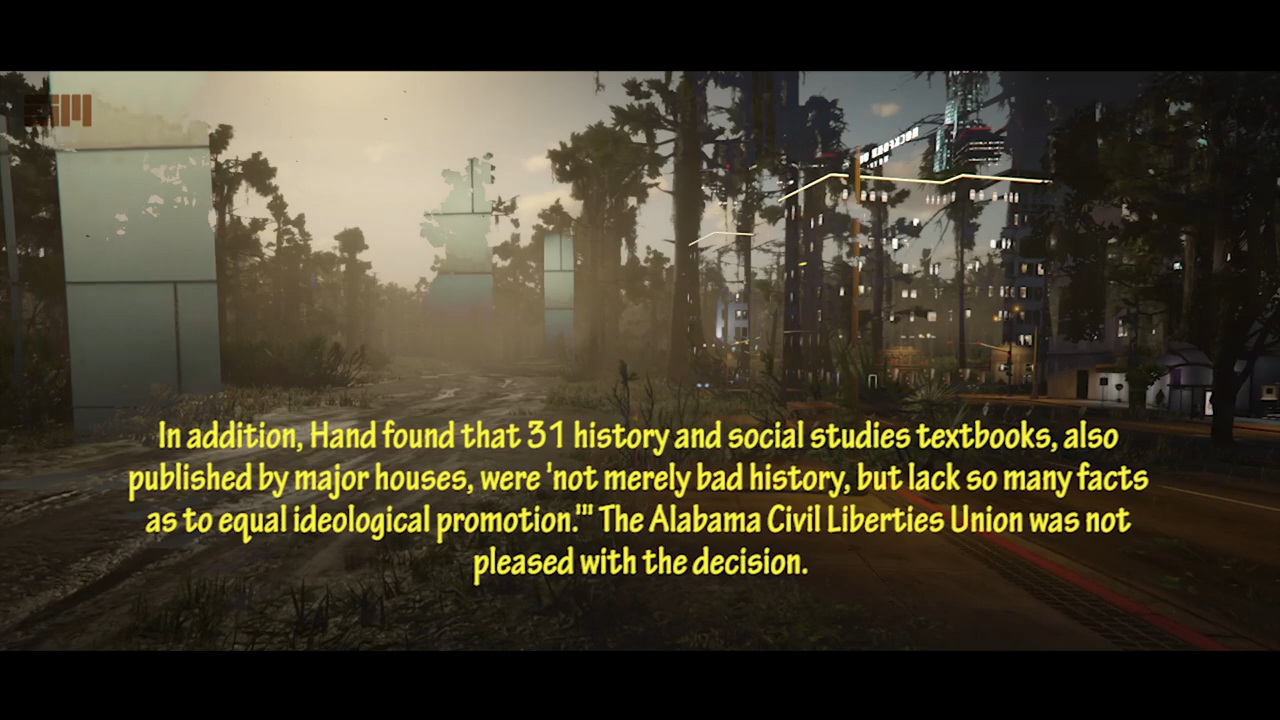 In addition, Hand found that 31 history and social studies textbooks, also
published by major houses, were 'not merely bad history, but lack so many facts
as to equal ideological promotion.'" The Alabama Civil Liberties Union was not
pleased with the decision.